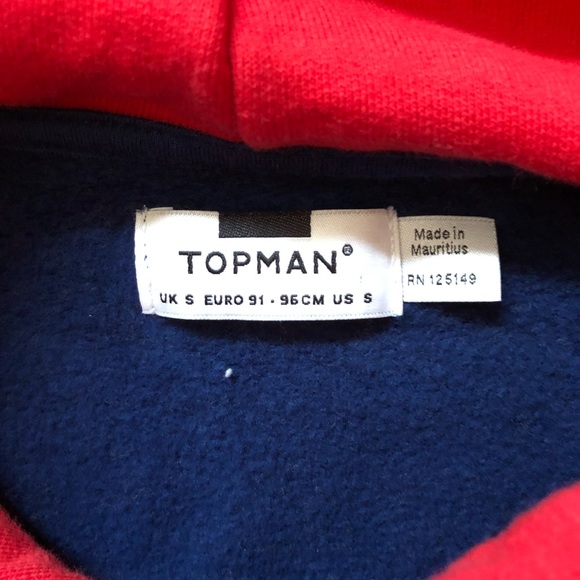 TOPMAN®
UK S EURO 91 - 96CM US S
Made in
Mauritius
RN 125149